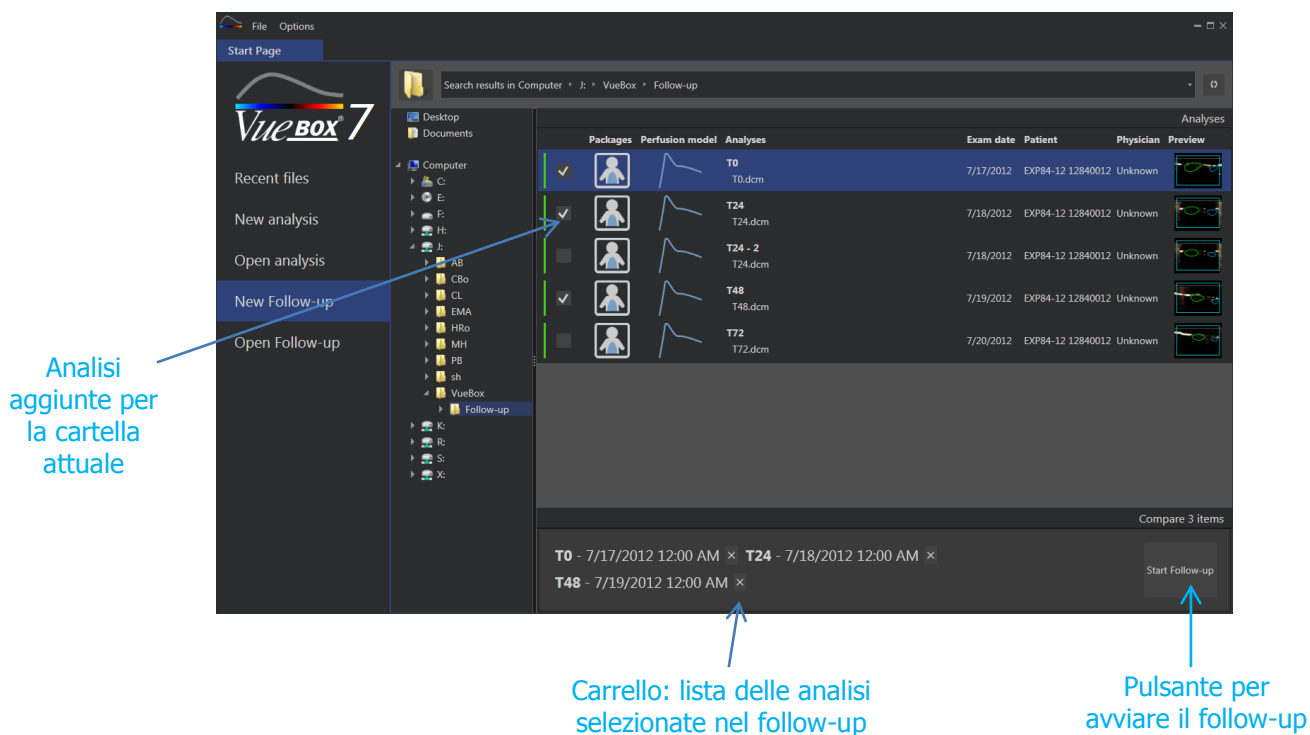 File Options
Start Page
VUEBOX® 7
Recent files
New analysis
Open analysis
New Follow-up
Open Follow-up
Search results in Computer J: VueBox Follow-up
Desktop
Documents
Computer
C:
E:
F:
H:
J:
AB
CBo
CL
EMA
HRo
MH
PB
sh
VueBox
Follow-up
K:
R:
S:
X:
Analyses
Packages Perfusion model Analyses Exam date Patient Physician Preview
T0
T0.dcm
7/17/2012 EXP84-12 12840012 Unknown
T24
T24.dcm
7/18/2012 EXP84-12 12840012 Unknown
T24 - 2
T24.dcm
7/18/2012 EXP84-12 12840012 Unknown
T48
T48.dcm
7/19/2012 EXP84-12 12840012 Unknown
T72
T72.dcm
7/20/2012 EXP84-12 12840012 Unknown
Compare 3 items
T0 - 7/17/2012 12:00 AM × T24 - 7/18/2012 12:00 AM ×
T48 - 7/19/2012 12:00 AM ×
Start Follow-up
Analisi
aggiunte per
la cartella
attuale
Carrello: lista delle analisi
selezionate nel follow-up
Pulsante per
avviare il follow-up